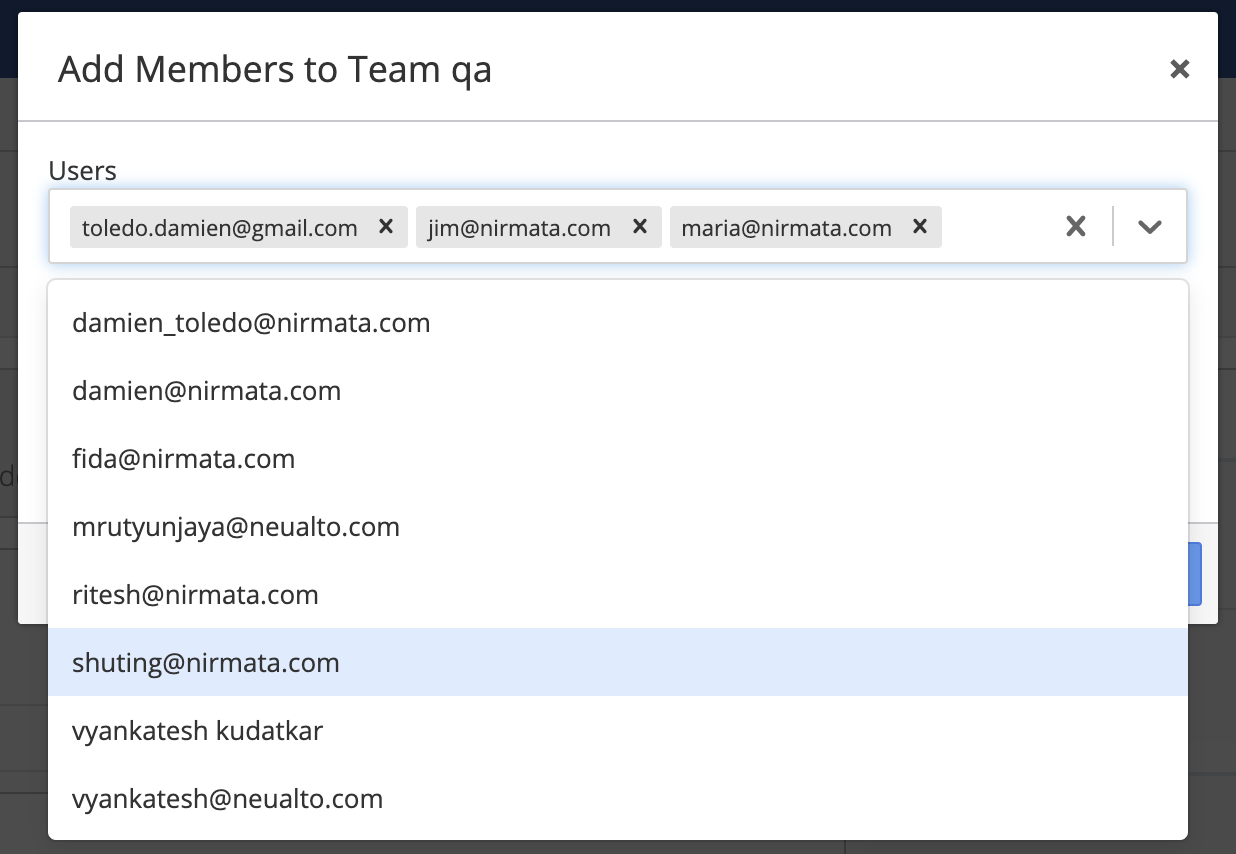 Add Members to Team qa
Users
toledo.damien@gmail.com jim@nirmata.com maria@nirmata.com
damien_toledo@nirmata.com
damien@nirmata.com
fida@nirmata.com
mrutyunjaya@neualto.com
ritesh@nirmata.com
shuting@nirmata.com
vyankatesh kudatkar
vyankatesh@neualto.com